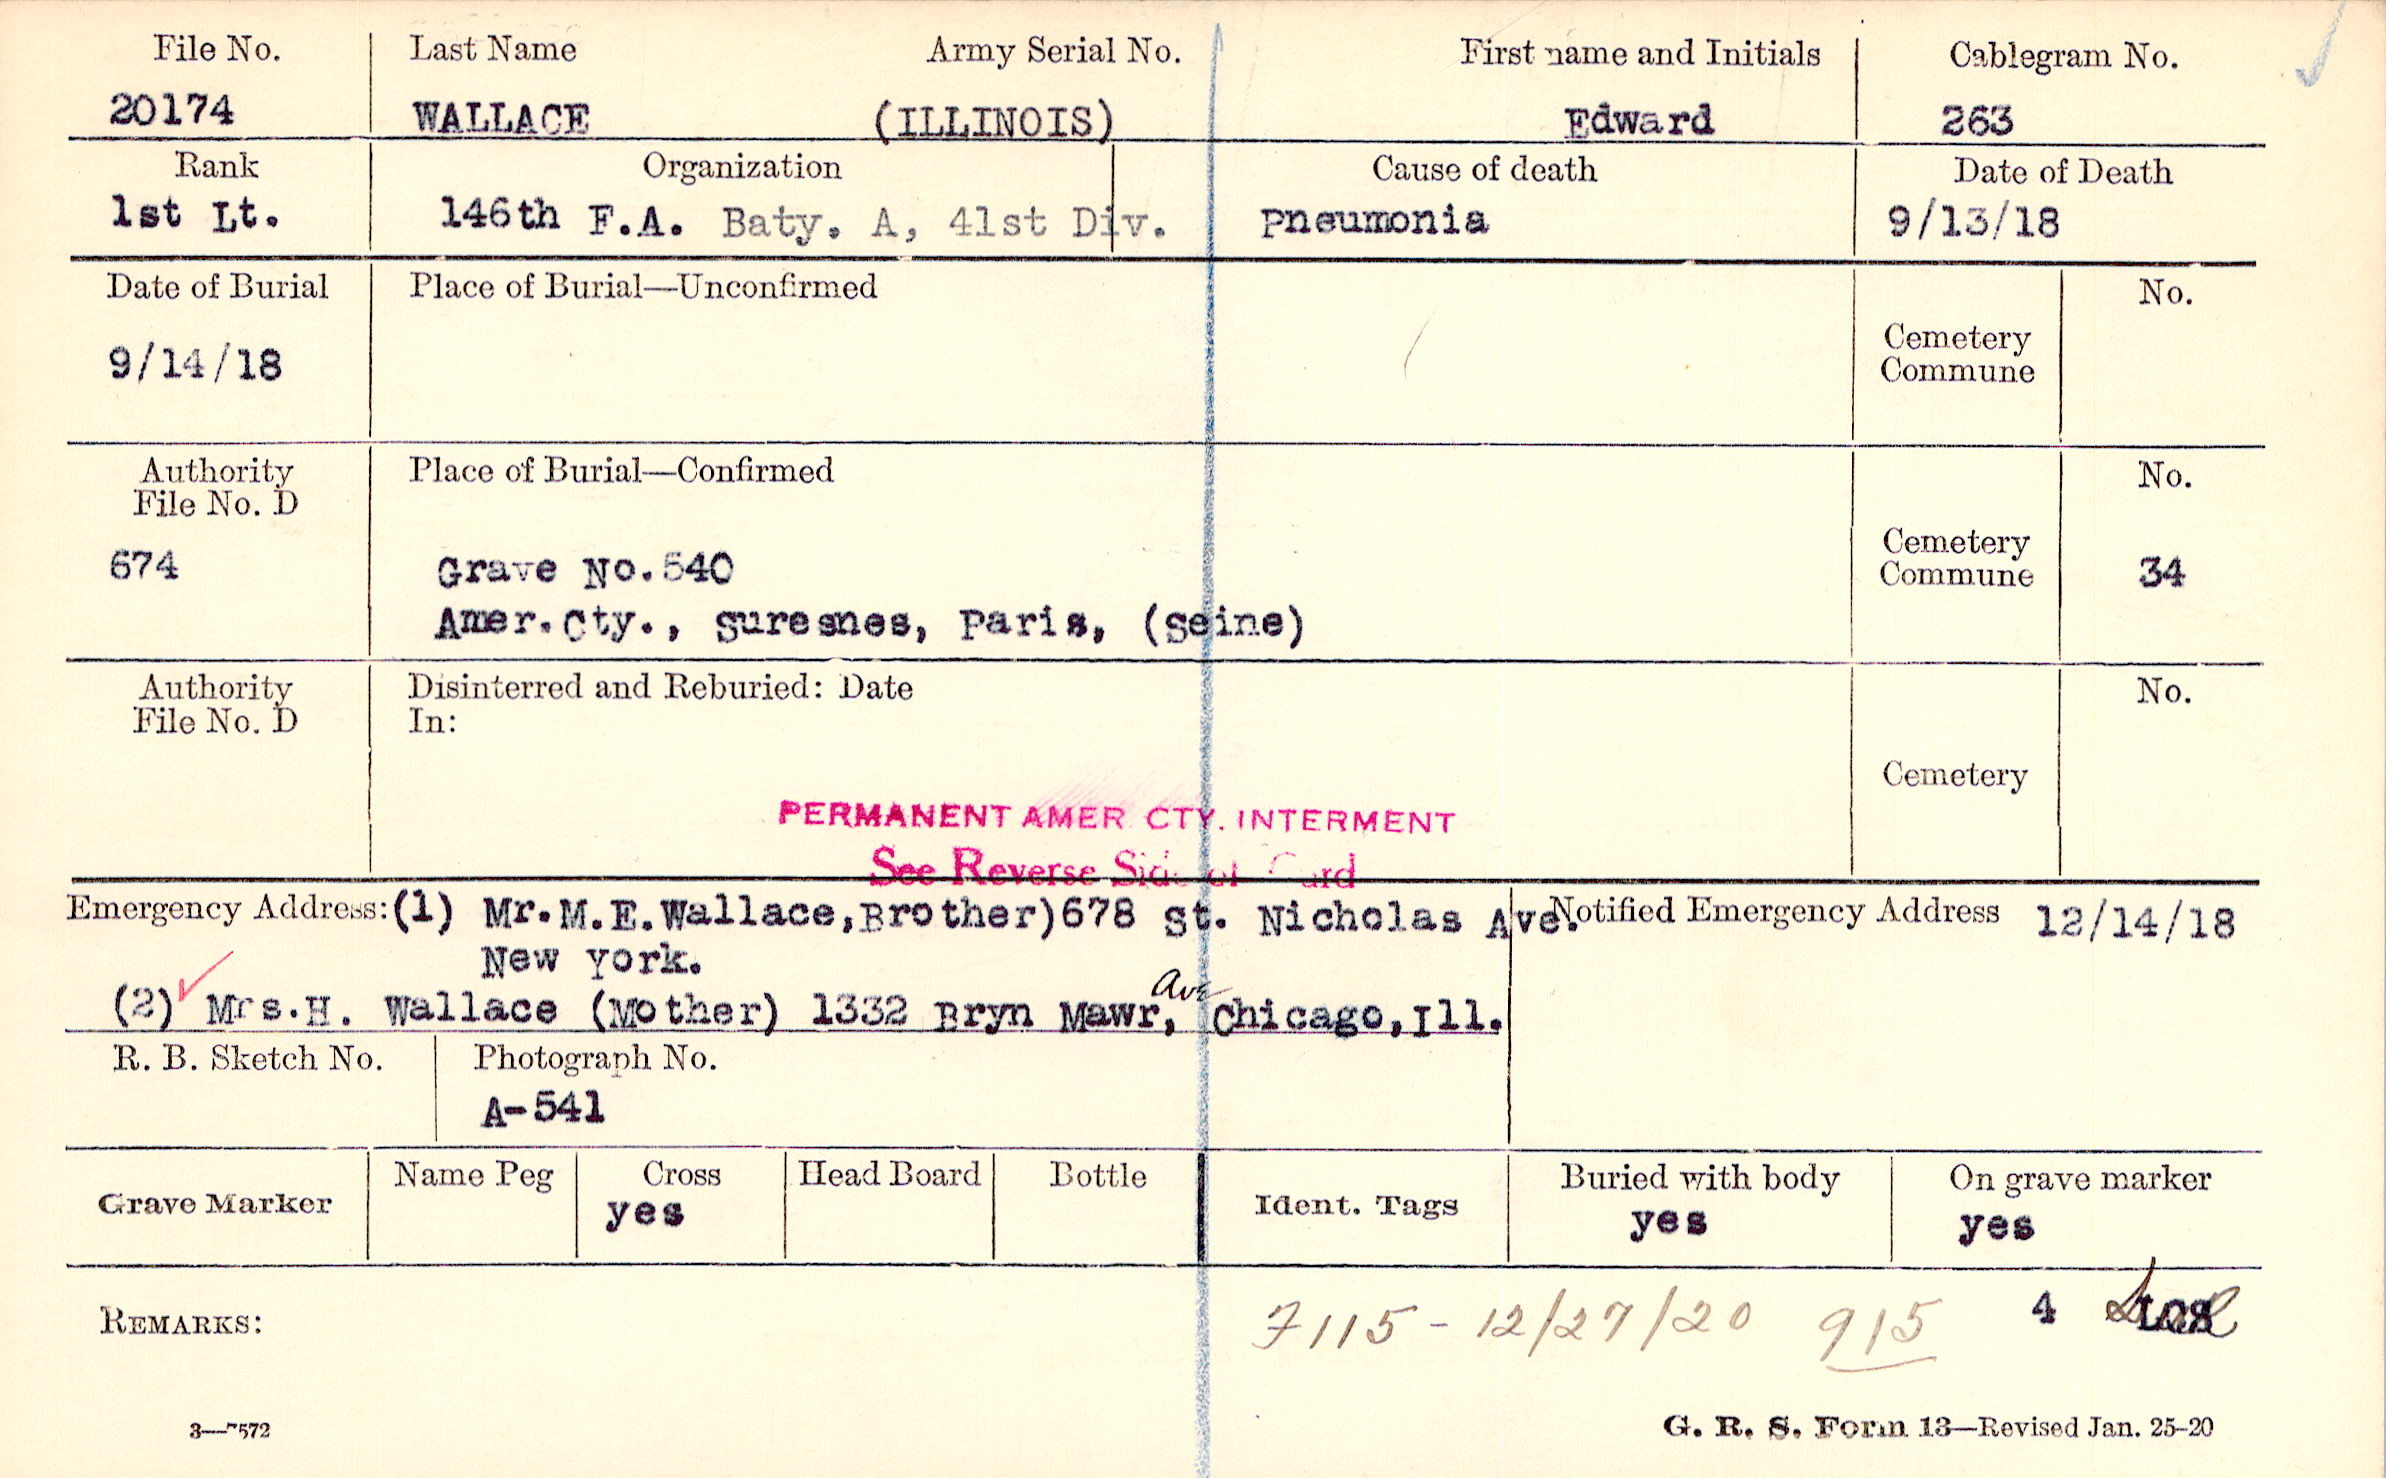 File No. Last Name Army Serial No. First name and Initials Cablegram No.
20174 WALLACE (ILLINOIS) Edward 263
Rank Organization Cause of death Date of Death
1st Lt. 146th F.A. Baty. A, 41st Div. Pneumonia 9/13/18
Date of Burial Place of Burial—Unconfirmed No.
Cemetery
Commune
9/14/18
Authority Place of Burial—Confirmed No.
File No. D
Cemetery
Commune
674 Grave No.540 34
Amer.Cty., Suresnes, Paris, (Seine)
Authority Disinterred and Reburied: Date No.
File No. D In:
Cemetery
PERMANENT AMER CTY. INTERMENT
See Reverse Side of Card
Emergency Address:(1) Mr.M.E.Wallace,Brother)678 St. Nicholas Ave. Notified Emergency Address 12/14/18
New York.
(2) Mrs.H. Wallace (Mother) 1332 Bryn Mawr, Ave Chicago,Ill.
R. B. Sketch No. Photograph No.
A-541
Grave Marker Name Peg Cross Head Board Bottle Ident. Tags Buried with body On grave marker
yes yes yes
REMARKS: 7115 - 12/27/20 915 4
3—7572 G. R. S. Form 13—Revised Jan. 25-20